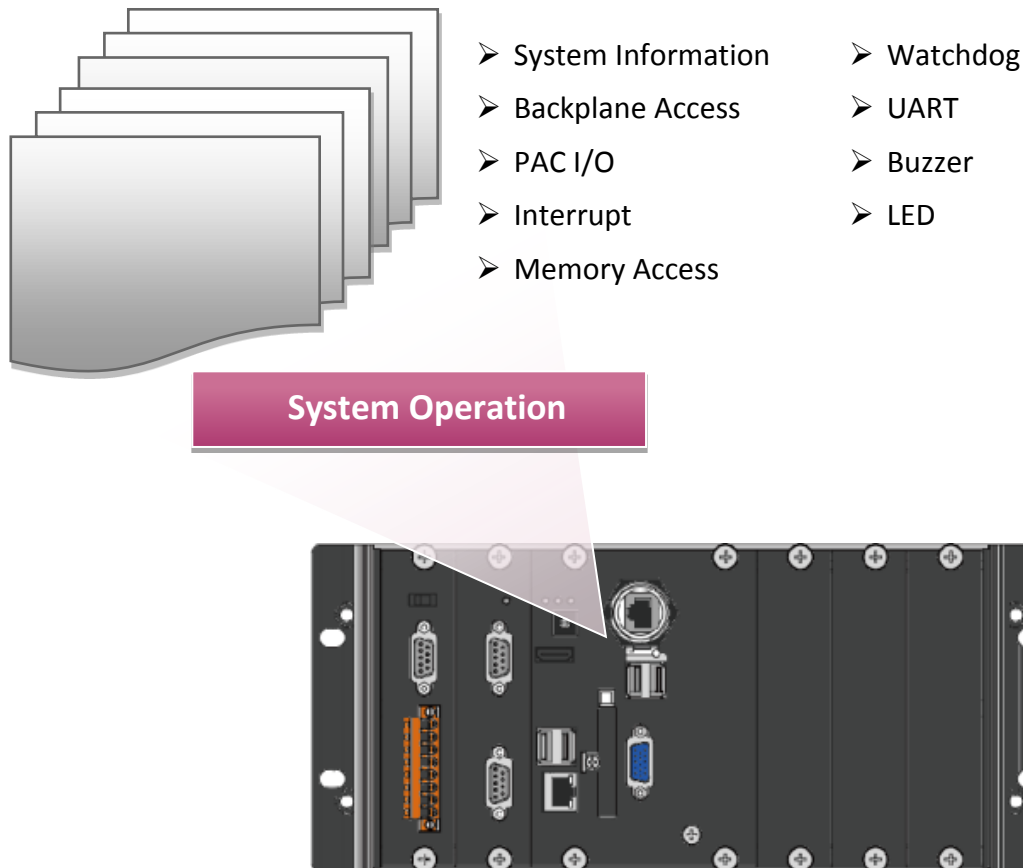 ➢ System Information
➢ Backplane Access
➢ PAC I/O
➢ Interrupt
➢ Memory Access
➢ Watchdog
➢ UART
➢ Buzzer
➢ LED
System Operation